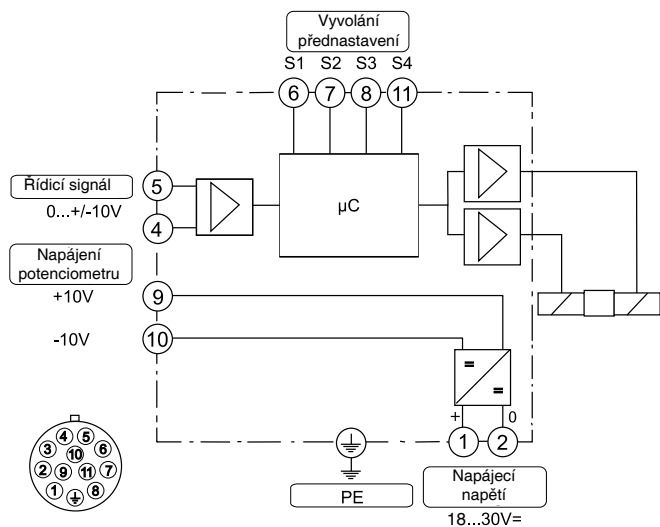 Vyvolání
přednastavení
S1 S2 S3 S4
6 7 8 11
Řídicí signál
0...+/-10V
5
4
µC
Napájení
potenciometru
+10V
9
-10V
10
=
=
+ 0
1 2
PE
Napájecí
napětí
18...30V=
4 5
3 10 6
2 9 11 7
1 8